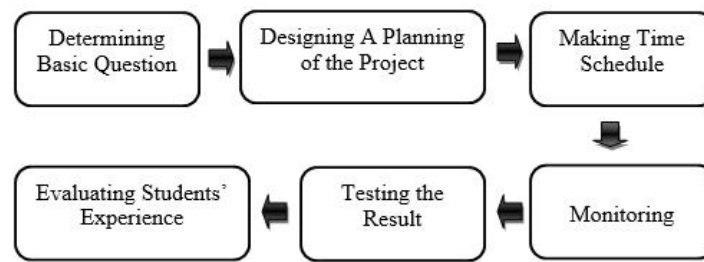 Determining
Basic Question
Designing A Planning
of the Project
Making Time
Schedule
Monitoring
Testing the
Result
Evaluating Students’
Experience